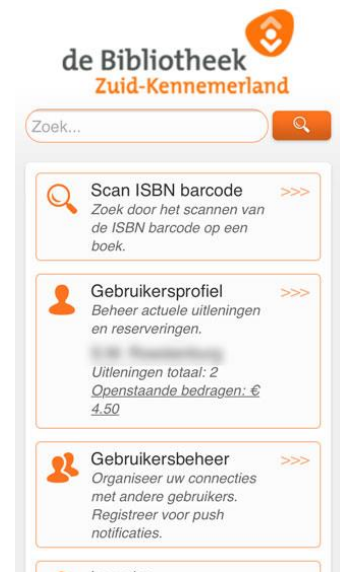 de Bibliotheek
Zuid-Kennemerland
Zoek...
Scan ISBN barcode >>>
Zoek door het scannen van
de ISBN barcode op een
boek.
Gebruikersprofiel >>>
Beheer actuele uitleningen
en reserveringen.
Uitleningen totaal: 2
Openstaande bedragen: €
4.50
Gebruikersbeheer >>>
Organiseer uw connecties
met andere gebruikers.
Registreer voor push
notificaties.